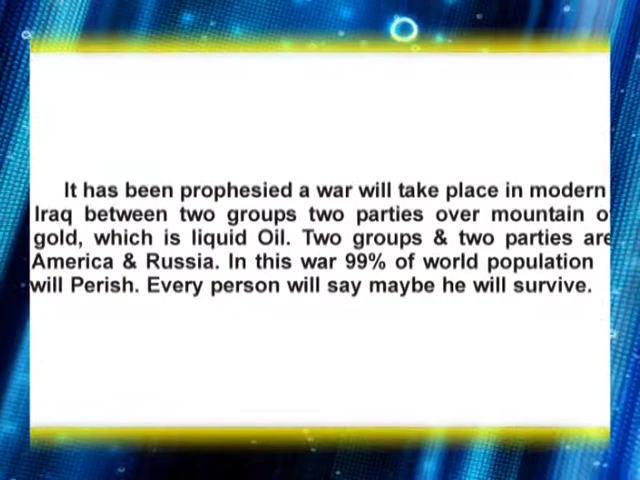 It has been prophesied a war will take place in modern
Iraq between two groups two parties over mountain o
gold, which is liquid Oil. Two groups & two parties are
America & Russia. In this war 99% of world population
will Perish. Every person will say maybe he will survive.